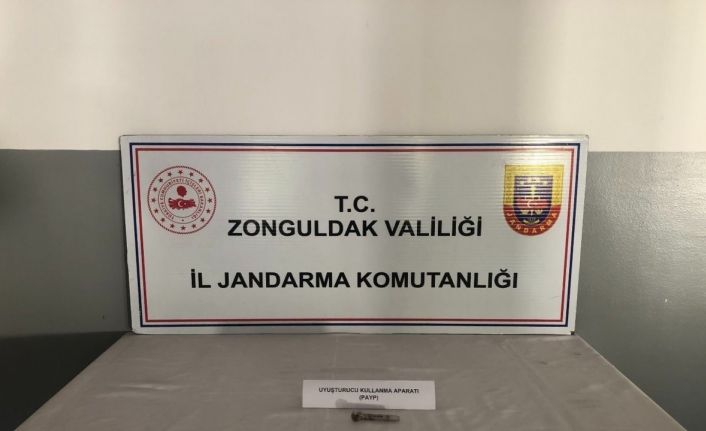 T.C.
ZONGULDAK VALİLİĞİ
İL JANDARMA KOMUTANLIĞI
JANDARMA
UYUŞTURUCU KULLANMA APARATI
(PAYP)